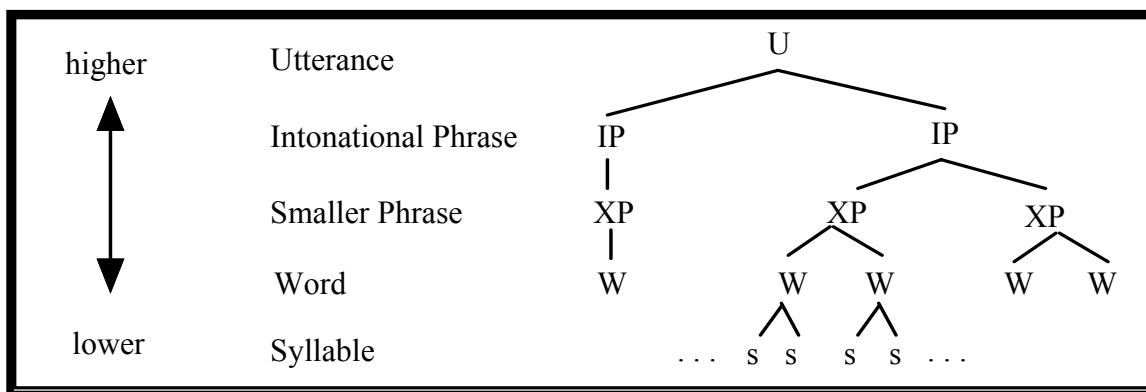 U
higher Utterance
Intonational Phrase IP IP
Smaller Phrase XP XP XP
Word W W W W W
lower Syllable . . . s s s s . . .